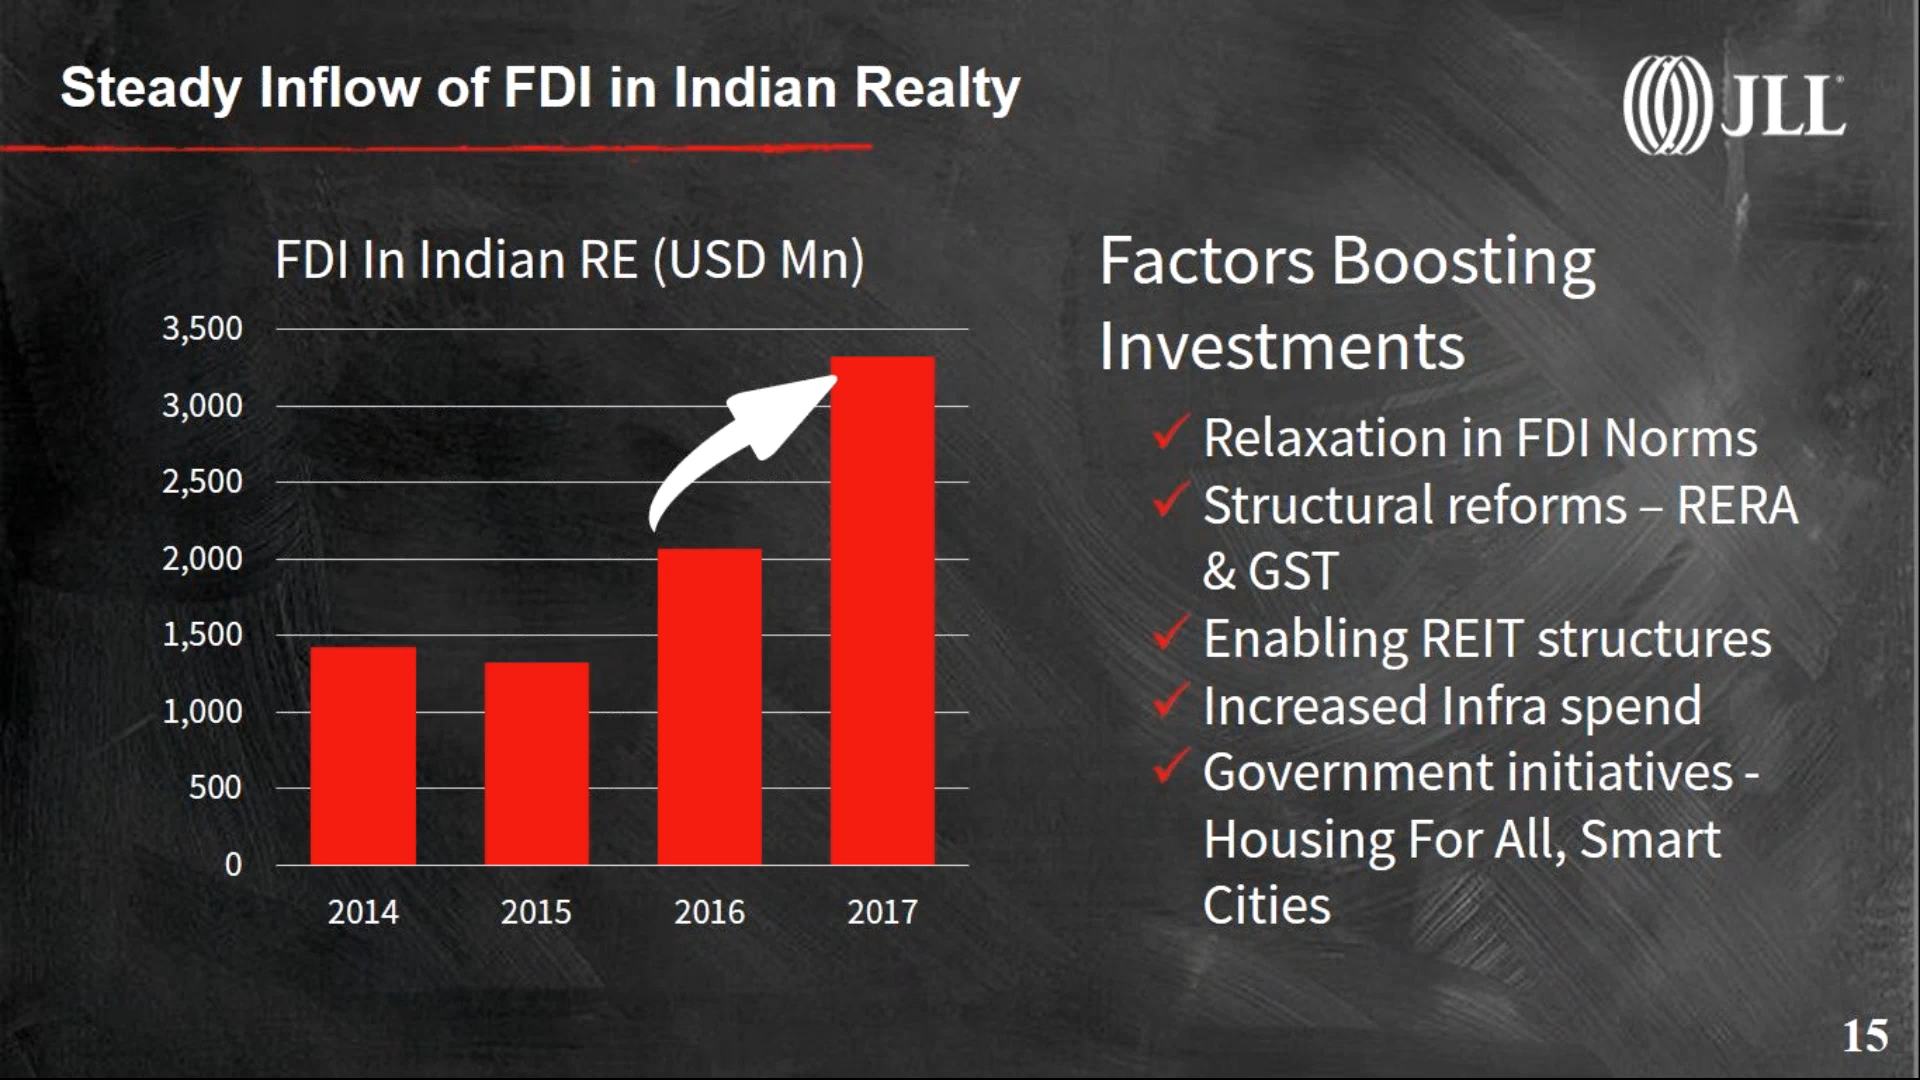 Steady Inflow of FDI in Indian Realty
JLL
FDI In Indian RE (USD Mn)
3,500
3,000
2,500
2,000
1,500
1,000
500
0
2014 2015 2016 2017
Factors Boosting
Investments
✓ Relaxation in FDI Norms
✓ Structural reforms – RERA
& GST
✓ Enabling REIT structures
✓ Increased Infra spend
✓ Government initiatives -
Housing For All, Smart
Cities
15